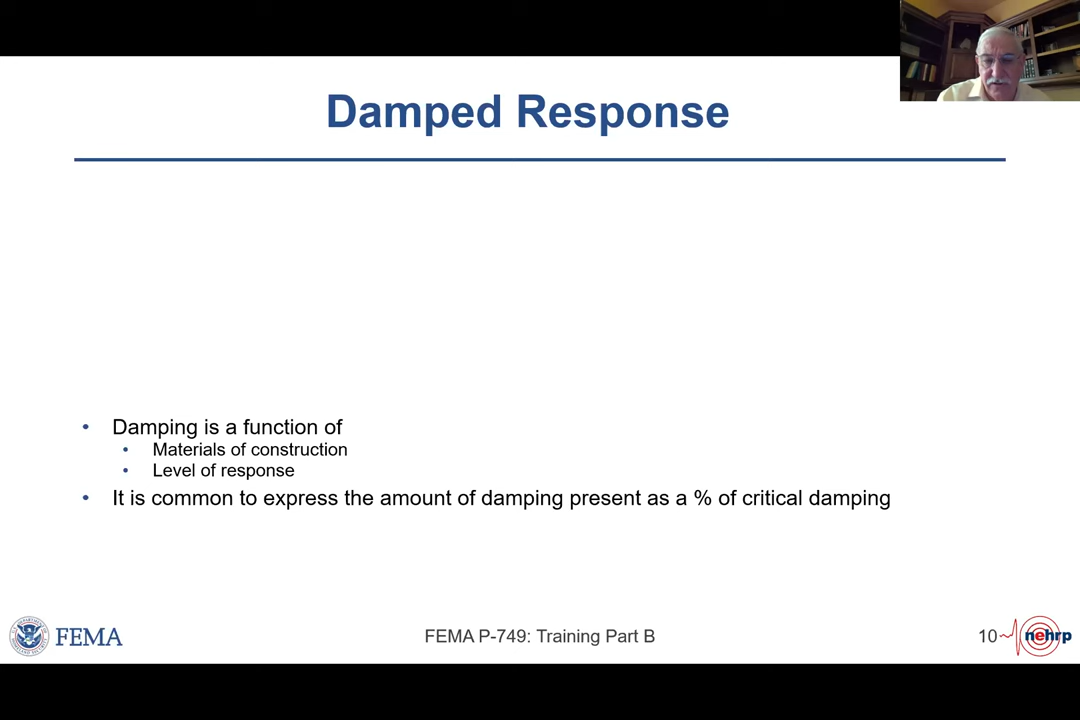 Damped Response
• Damping is a function of
• Materials of construction
• Level of response
• It is common to express the amount of damping present as a % of critical damping
FEMA
FEMA P-749: Training Part B
10
nehrp